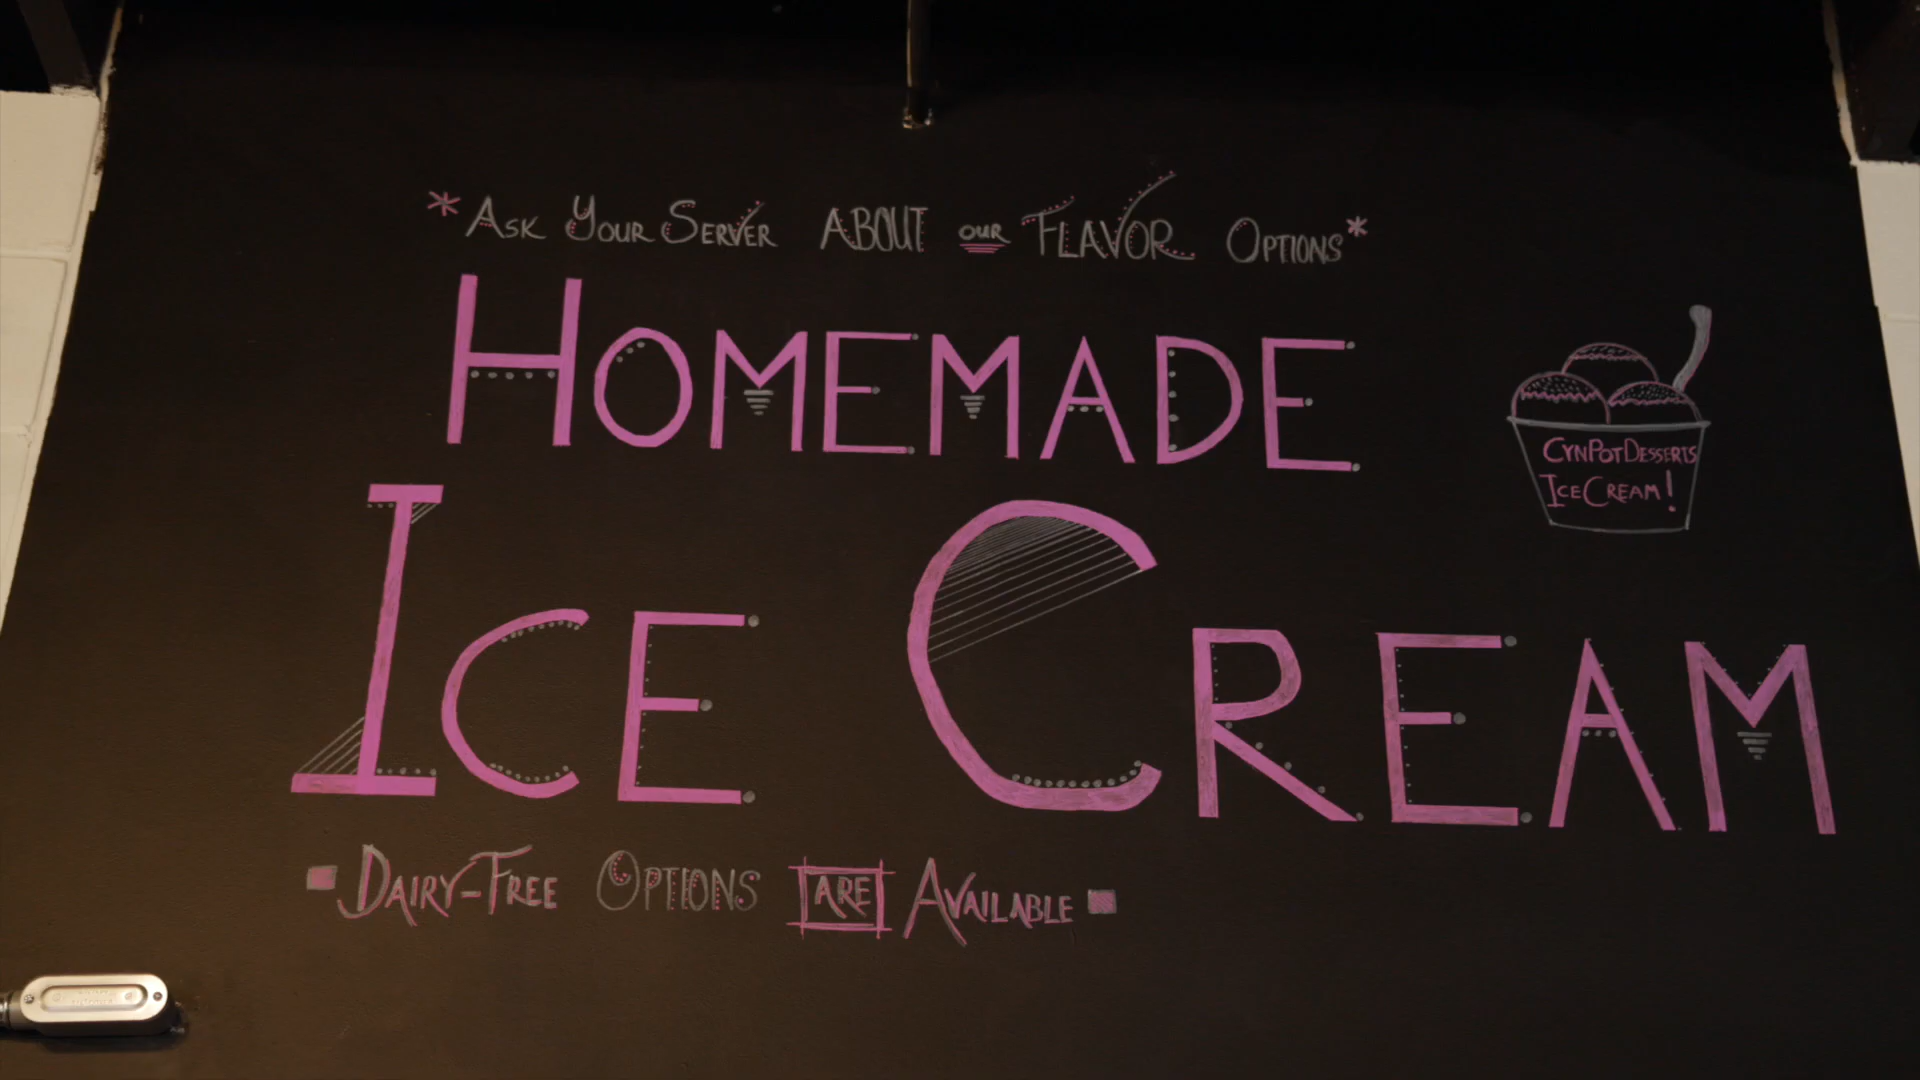 *Ask Your Server ABOUT our FLAVOR Options*
HOMEMADE
ICE CREAM
CYNPOTDESSERTS
ICECREAM!
DAIRY-FREE OPTIONS ARE AVAILABLE